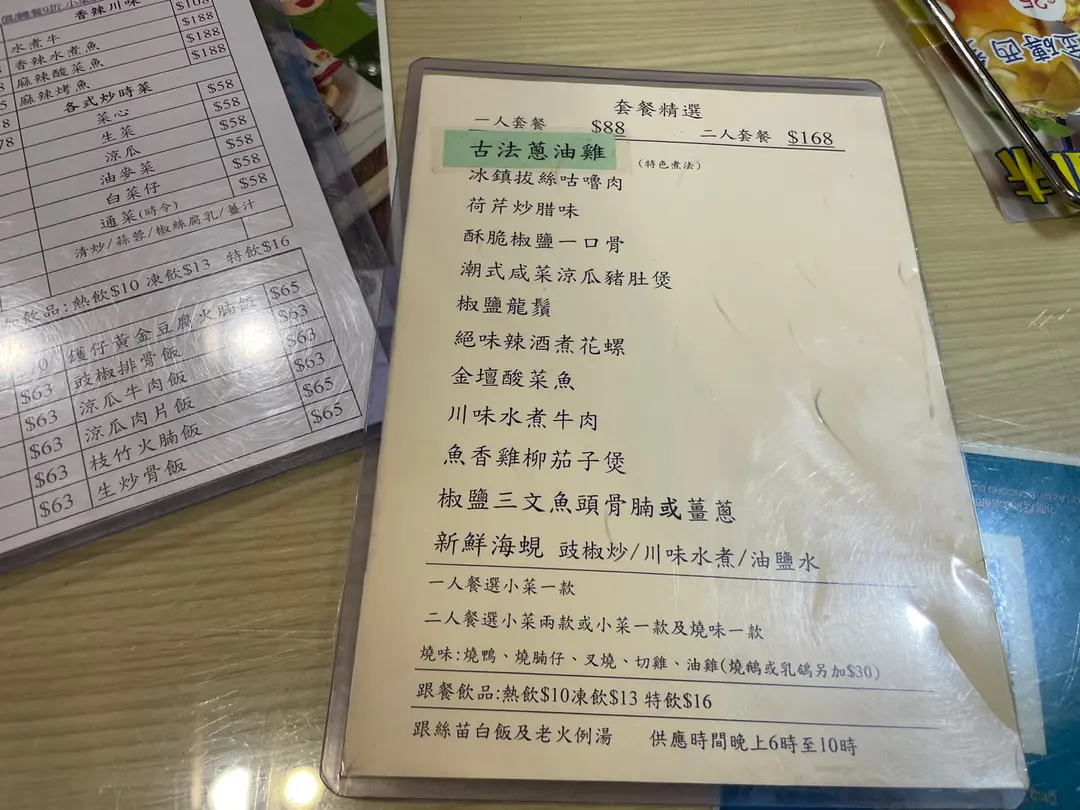 香辣川味 $108
水煮牛 $188
香辣水煮魚 $188
麻辣酸菜魚 $188
麻辣烤魚
各式炒時菜
菜心 $58
生菜 $58
涼瓜 $58
油麥菜 $58
白菜仔 $58
通菜(時令) $58
清炒/蒜蓉/椒絲腐乳/薑汁
飲品:熱飲$10 凍飲$13 特飲$16
鑊仔黃金豆腐火腩飯 $65
$63 豉椒排骨飯 $63
$63 涼瓜牛肉飯 $63
$63 涼瓜肉片飯 $63
$63 枝竹火腩飯 $65
$63 生炒骨飯 $65
套餐精選
一人套餐 $88 二人套餐 $168
古法蔥油雞 (特色煮法)
冰鎮拔絲咕嚕肉
荷芹炒腊味
酥脆椒鹽一口骨
潮式咸菜涼瓜豬肚煲
椒鹽龍鬚
絕味辣酒煮花螺
金壇酸菜魚
川味水煮牛肉
魚香雞柳茄子煲
椒鹽三文魚頭骨腩或薑蔥
新鮮海蜆 豉椒炒/川味水煮/油鹽水
一人餐選小菜一款
二人餐選小菜兩款或小菜一款及燒味一款
燒味:燒鴨、燒腩仔、叉燒、切雞、油雞(燒鵝或乳鴿另加$30)
跟餐飲品:熱飲$10凍飲$13 特飲$16
跟絲苗白飯及老火例湯 供應時間晚上6時至10時